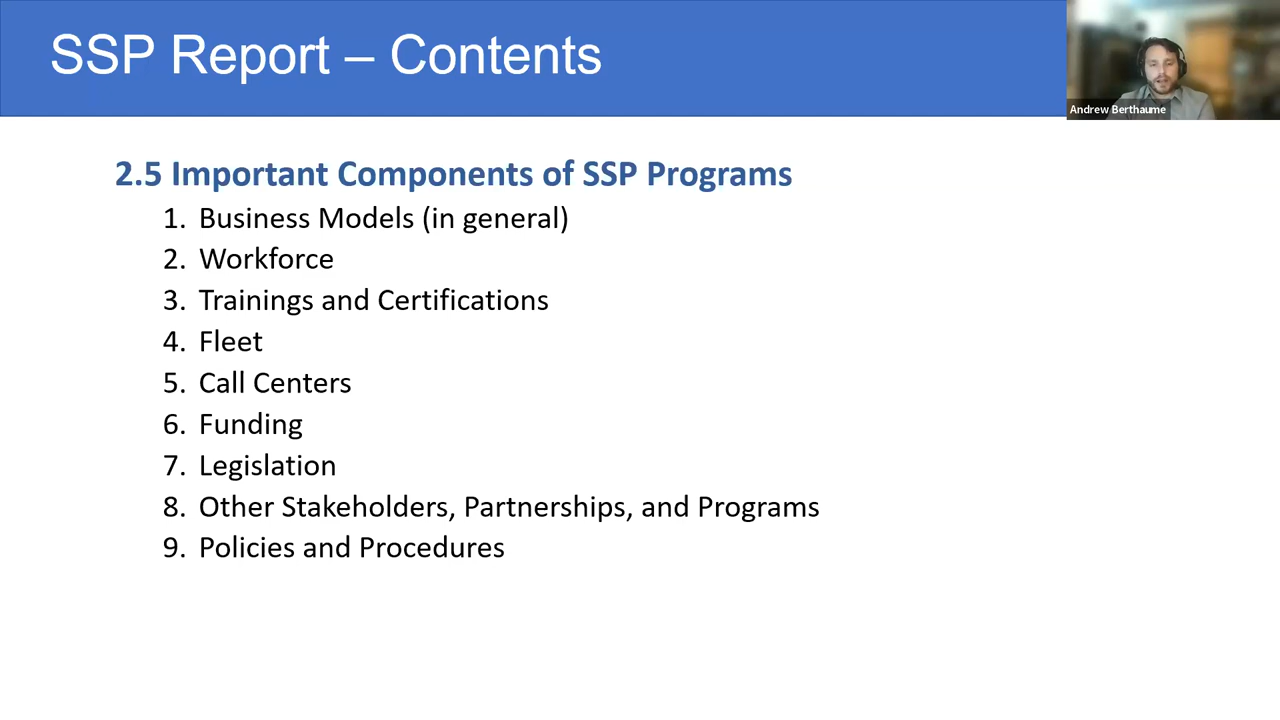 SSP Report – Contents
Andrew Berthaume
2.5 Important Components of SSP Programs
1. Business Models (in general)
2. Workforce
3. Trainings and Certifications
4. Fleet
5. Call Centers
6. Funding
7. Legislation
8. Other Stakeholders, Partnerships, and Programs
9. Policies and Procedures